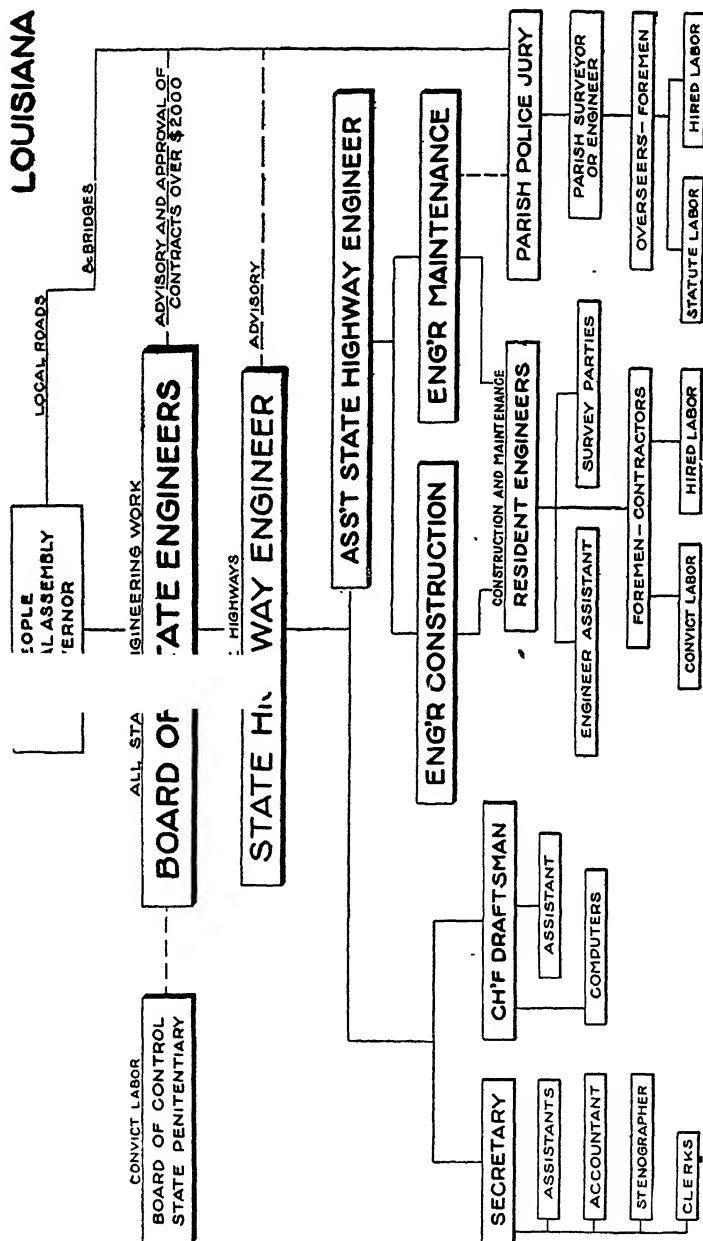 LOUISIANA
EOPLE
AL ASSEMBLY
VERNOR
LOCAL ROADS
& BRIDGES
CONVICT LABOR
BOARD OF CONTROL
STATE PENITENTIARY
ALL STA
GINEERING WORK
BOARD OF
TATE ENGINEERS
ADVISORY AND APPROVAL OF
CONTRACTS OVER $2000
HIGHWAYS
STATE HI
WAY ENGINEER
ADVISORY
ASS'T STATE HIGHWAY ENGINEER
ENG'R CONSTRUCTION
ENG'R MAINTENANCE
CONSTRUCTION AND MAINTENANCE
SECRETARY
CH'F DRAFTSMAN
RESIDENT ENGINEERS
PARISH POLICE JURY
ASSISTANTS
ASSISTANT
ENGINEER ASSISTANT
SURVEY PARTIES
PARISH SURVEYOR
OR ENGINEER
ACCOUNTANT
COMPUTERS
STENOGRAPHER
FOREMEN-CONTRACTORS
OVERSEERS-FOREMEN
CLERKS
CONVICT LABOR
HIRED LABOR
STATUTE LABOR
HIRED LABOR